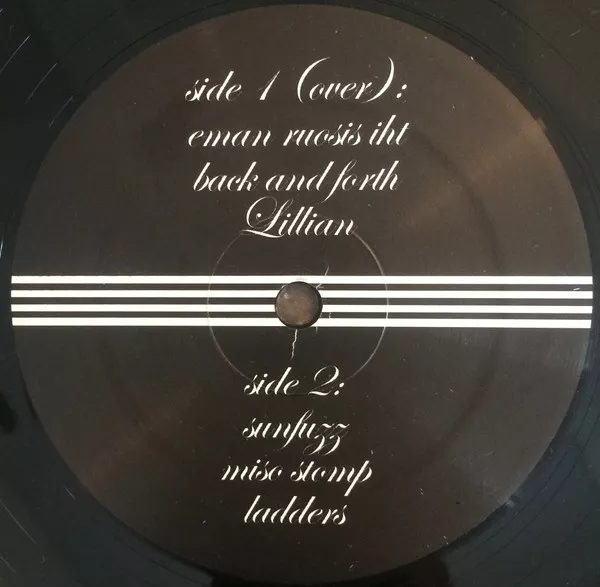 side 1 (over):
eman ruosis iht
back and forth
Lillian
side 2:
sunfuzz
miso stomp
ladders